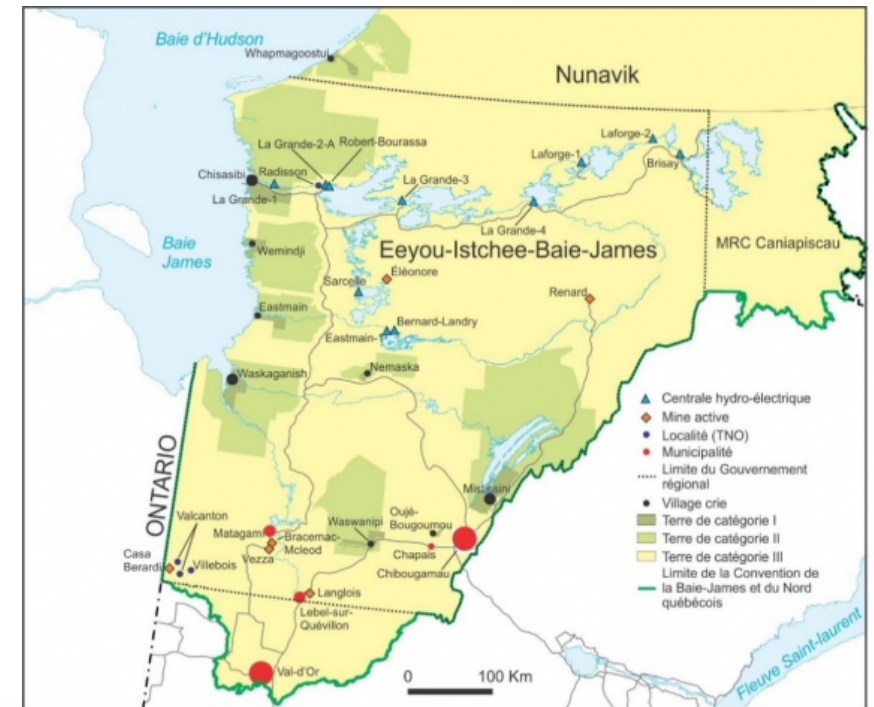 Baie d'Hudson
Whapmagoostui
Nunavik
La Grande-2-A
Robert-Bourassa
Laforge-2
Laforge-1
Brisay
Chisasibi
Radisson
La Grande-3
La Grande-1
La Grande-4
Baie
James
Wemindji
Eeyou-Istchee-Baie-James
MRC Caniapiscau
Sarcelle
Éléonore
Renard
Eastmain
Bernard-Landry
Eastmain-
Nemaska
Waskaganish
Centrale hydro-électrique
Mine active
Localité (TNO)
Municipalité
Limite du Gouvernement
régional
Village crie
Terre de catégorie I
Terre de catégorie II
Terre de catégorie III
Limite de la Convention de
la Baie-James et du Nord
québécois
ONTARIO
Mistissini
Valcanton
Matagami
Bracemac-
Mcleod
Waswanipi
Oujé-
Bougoumou
Casa
Berardi
Villebois
Vezza
Chapais
Chibougamau
Langlois
Lebel-sur-
Quévillon
Val-d'Or
0
100 Km
Fleuve Saint-laurent